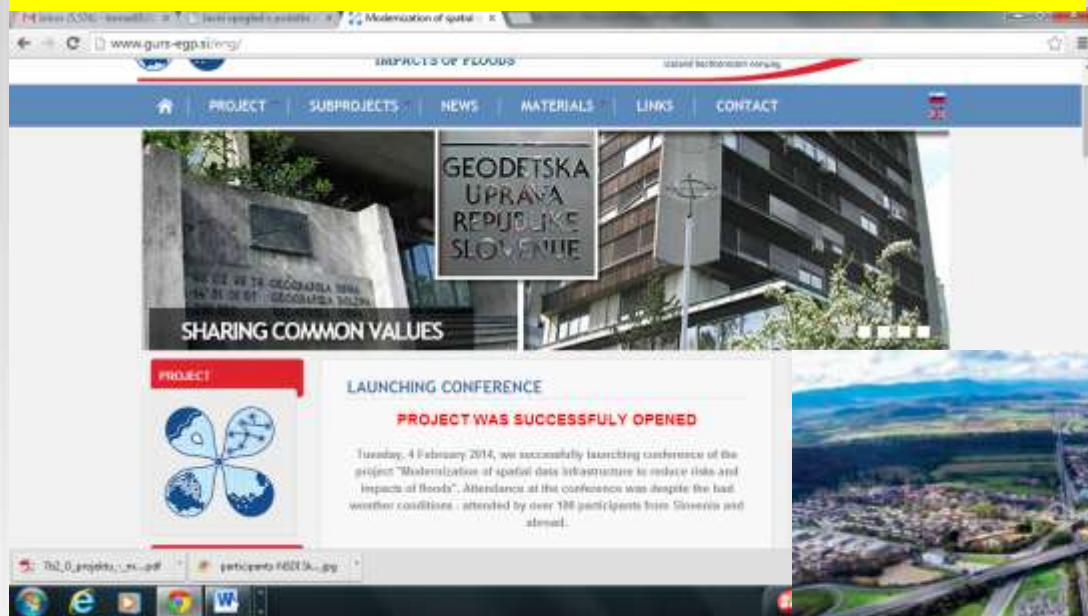 Modernization of spatial
www.gurs-egp.si/eng/
IMPACTS OF FLOODS
PROJECT
SUBPROJECTS
NEWS
MATERIALS
LINKS
CONTACT
GEODETSKA
UPRAVA
REPUBLIKE
SLOVENIJE
SHARING COMMON VALUES
PROJECT
LAUNCHING CONFERENCE
PROJECT WAS SUCCESSFULY OPENED
Tuesday, 4 February 2014, we successfully launching conference of the
project "Modernization of spatial data infrastructure to reduce risks and
impacts of floods". Attendance at the conference was despite the bad
weather conditions - attended by over 100 participants from Slovenia and
abroad.